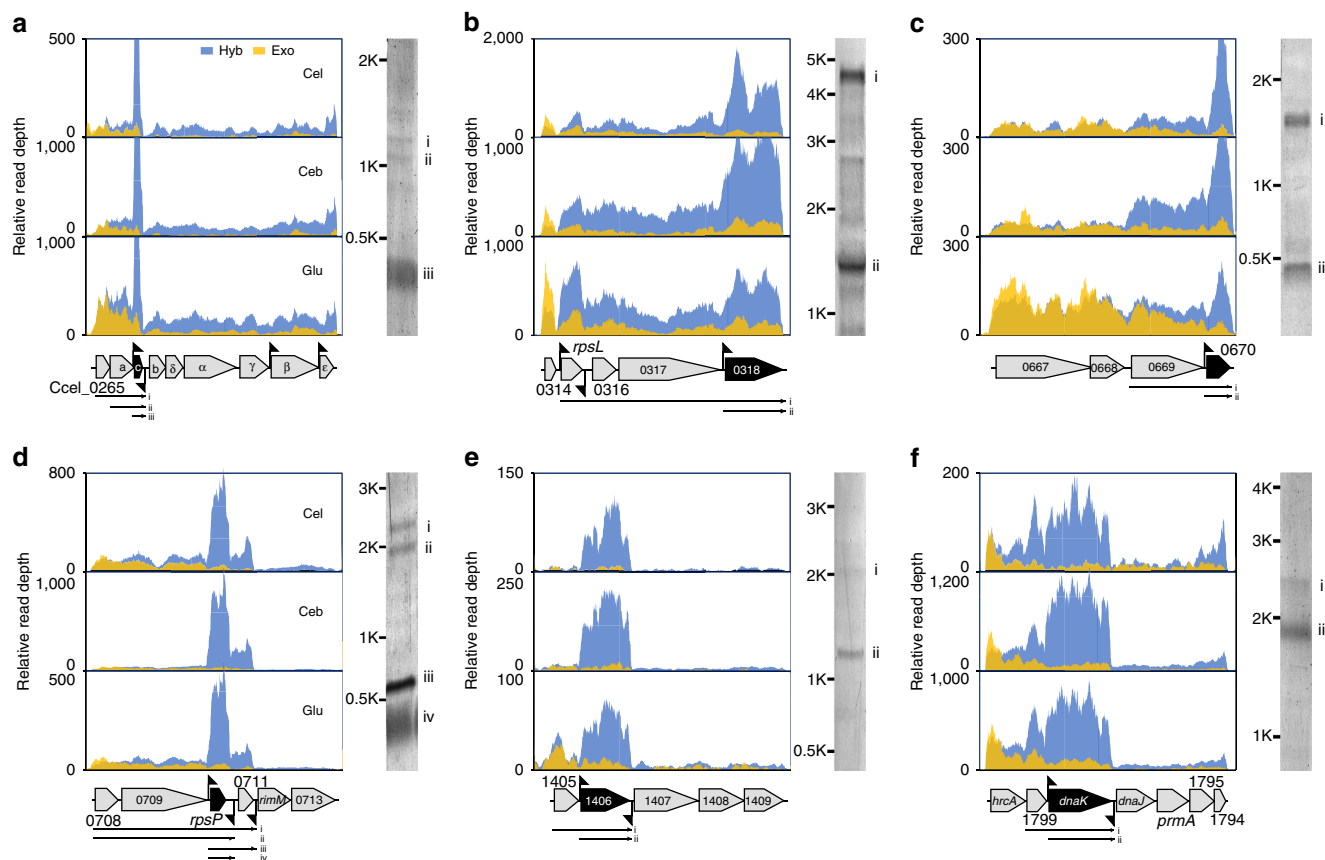 a
500
Hyb
Exo
Cel
0
1,000
Ceb
0
1,000
Glu
0
Relative read depth
2K
1K
0.5K
i
ii
iii
a
c
b
δ
α
γ
β
ε
Ccel_0265
i
ii
iii
b
2,000
0
1,000
0
1,000
0
Relative read depth
5K
4K
3K
2K
1K
i
ii
rpsL
0314
0316
0317
0318
i
ii
c
300
0
300
0
300
0
Relative read depth
2K
1K
0.5K
i
ii
0670
0667
0668
0669
i
ii
d
800
Cel
0
1,000
Ceb
0
500
Glu
0
Relative read depth
3K
2K
1K
0.5K
i
ii
iii
iv
0711
0709
rimM
0713
0708
rpsP
i
ii
iii
iv
e
150
0
250
0
100
0
Relative read depth
3K
2K
1K
0.5K
i
ii
1405
1406
1407
1408
1409
i
ii
f
200
0
1,200
0
1,000
0
Relative read depth
4K
3K
2K
1K
i
ii
1795
hrcA
dnaK
dnaJ
1799
prmA
1794
i
ii